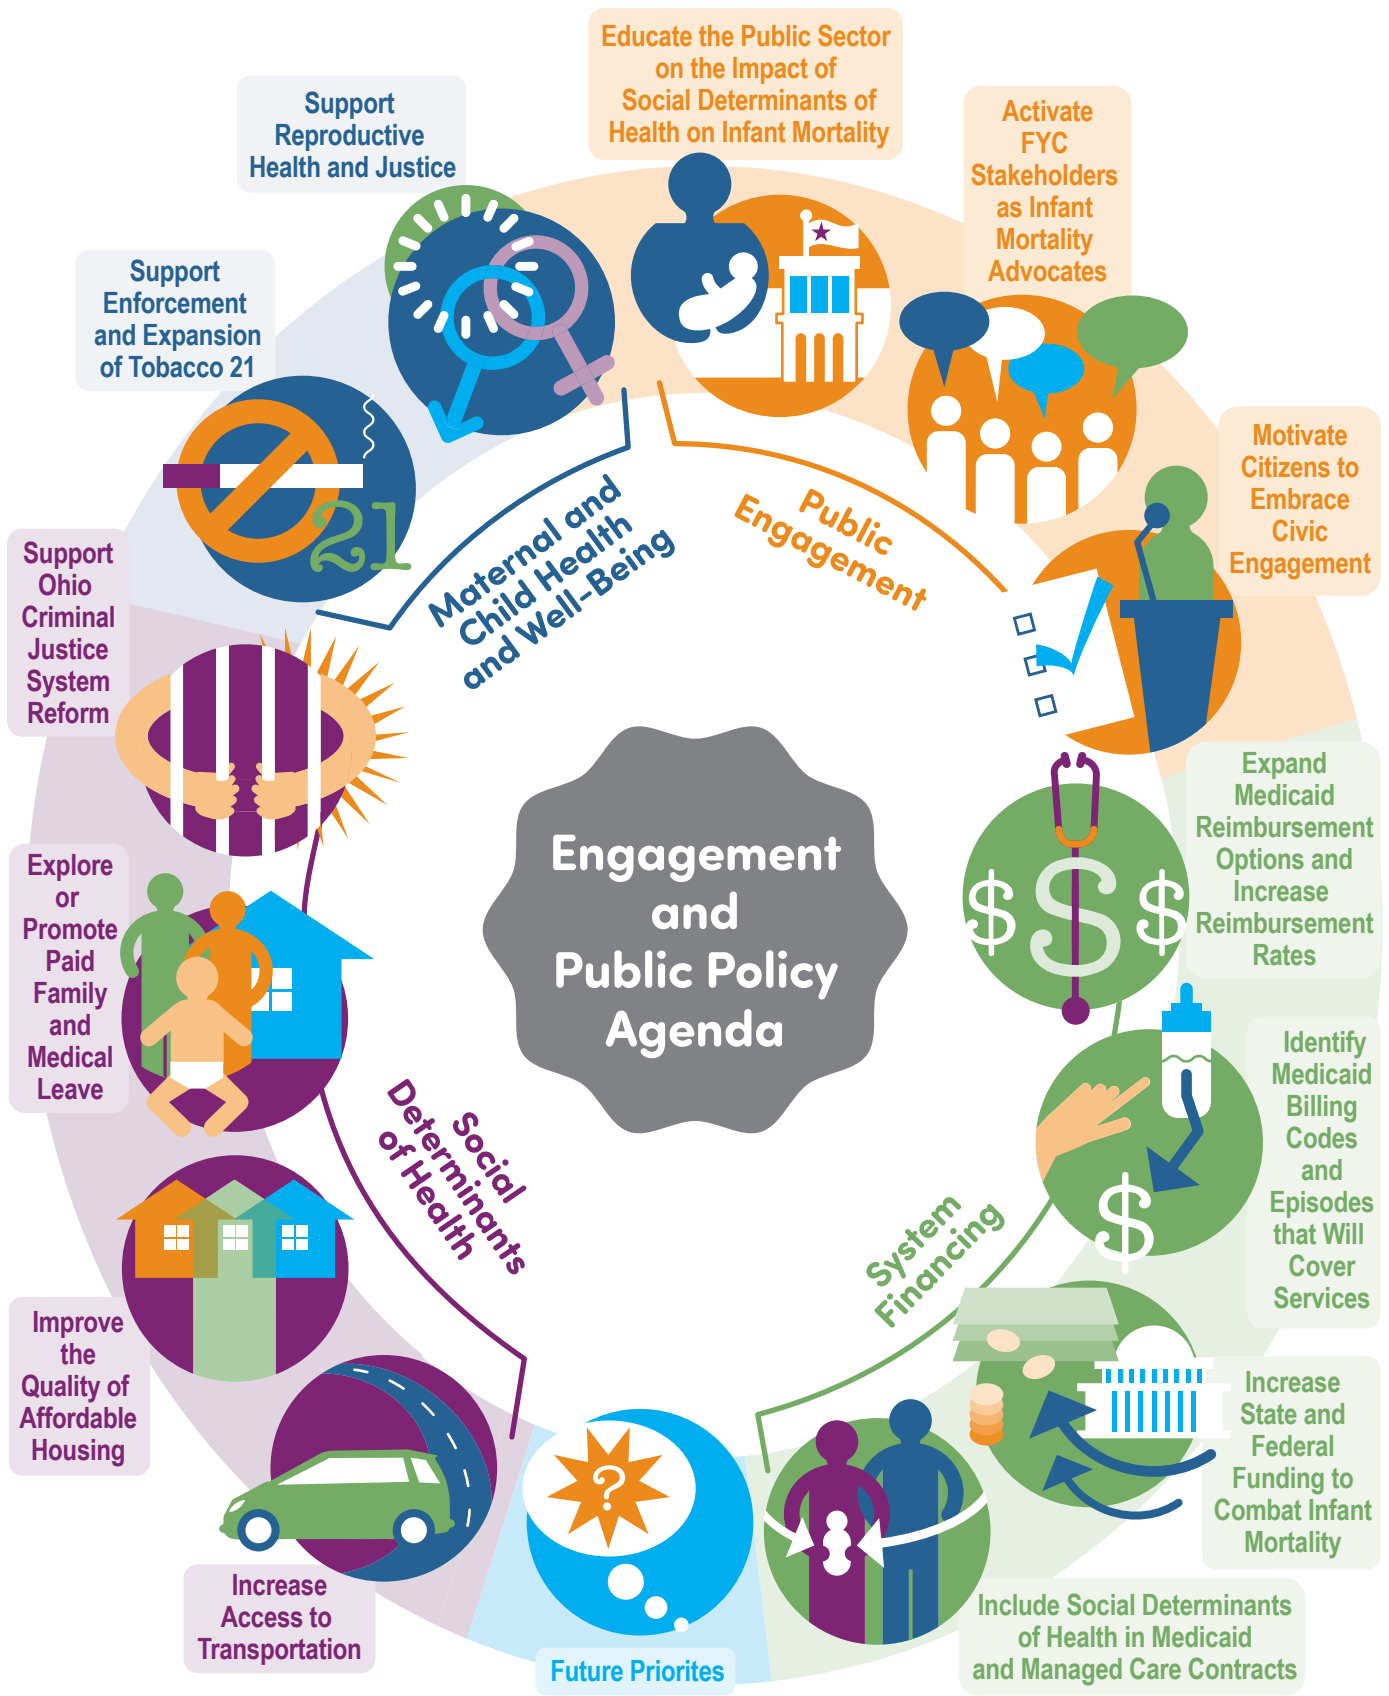 Educate the Public Sector
on the Impact of
Social Determinants of
Health on Infant Mortality
Activate
FYC
Stakeholders
as Infant
Mortality
Advocates
Motivate
Citizens to
Embrace
Civic
Engagement
Public
Engagement
Support
Reproductive
Health and Justice
Support
Enforcement
and Expansion
of Tobacco 21
21
Maternal and
Child Health
and Well-Being
Support
Ohio
Criminal
Justice
System
Reform
Explore
or
Promote
Paid
Family
and
Medical
Leave
Improve
the
Quality of
Affordable
Housing
Increase
Access to
Transportation
Social
Determinants
of Health
Engagement
and
Public Policy
Agenda
Expand
Medicaid
Reimbursement
Options and
Increase
Reimbursement
Rates
$ $ $
Identify
Medicaid
Billing
Codes
and
Episodes
that Will
Cover
Services
$
Increase
State and
Federal
Funding to
Combat Infant
Mortality
Include Social Determinants
of Health in Medicaid
and Managed Care Contracts
System
Financing
?
Future Priorites